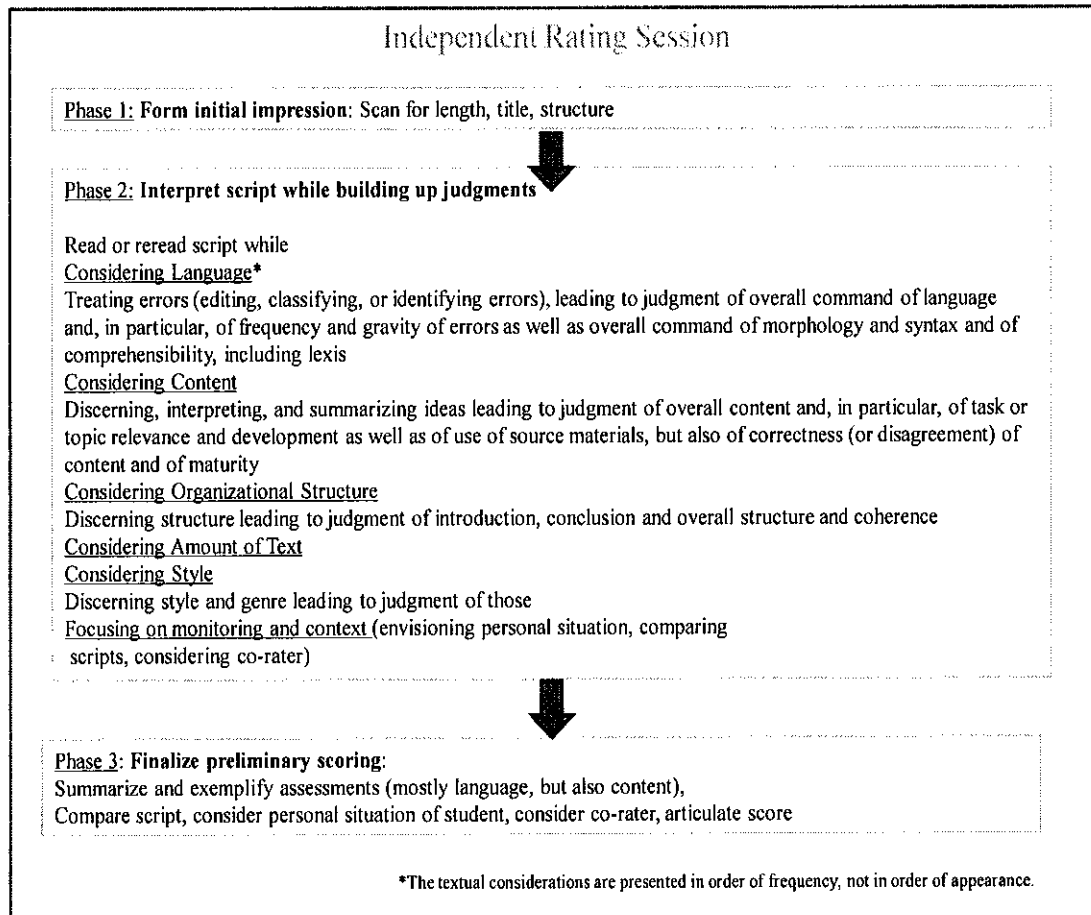 Independent Rating Session
Phase 1: Form initial impression: Scan for length, title, structure
Phase 2: Interpret script while building up judgments
Read or reread script while
Considering Language*
Treating errors (editing, classifying, or identifying errors), leading to judgment of overall command of language
and, in particular, of frequency and gravity of errors as well as overall command of morphology and syntax and of
comprehensibility, including lexis
Considering Content
Discerning, interpreting, and summarizing ideas leading to judgment of overall content and, in particular, of task or
topic relevance and development as well as of use of source materials, but also of correctness (or disagreement) of
content and of maturity
Considering Organizational Structure
Discerning structure leading to judgment of introduction, conclusion and overall structure and coherence
Considering Amount of Text
Considering Style
Discerning style and genre leading to judgment of those
Focusing on monitoring and context (envisioning personal situation, comparing
scripts, considering co-rater)
Phase 3: Finalize preliminary scoring:
Summarize and exemplify assessments (mostly language, but also content),
Compare script, consider personal situation of student, consider co-rater, articulate score
*The textual considerations are presented in order of frequency, not in order of appearance.